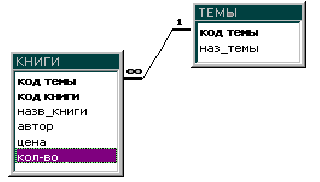 ТЕМЫ
код темы
наз_темы
1
∞
КНИГИ
код темы
код книги
назв_книги
автор
цена
кол-во